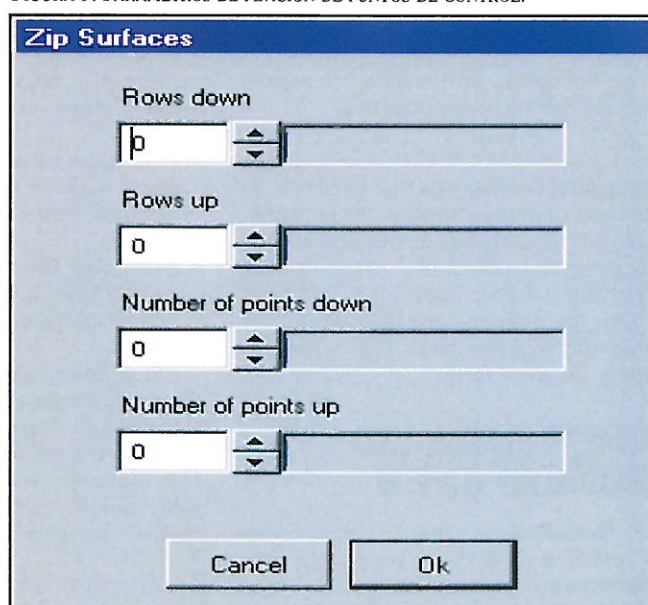 Zip Surfaces
Rows down
0
Rows up
0
Number of points down
0
Number of points up
0
Cancel
Ok